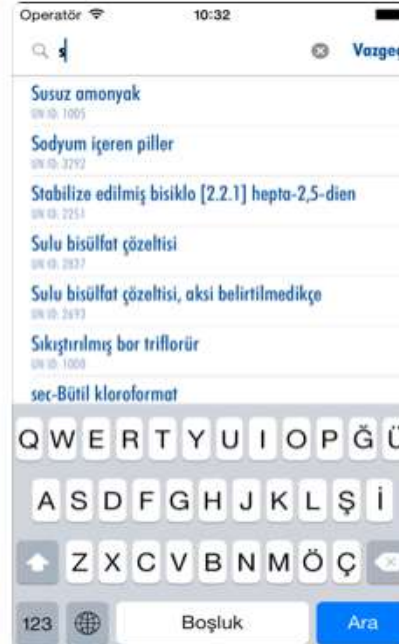 Operatör 10:32
s Vazgeç
Susuz amonyak
UN ID: 1005
Sodyum içeren piller
UN ID: 3292
Stabilize edilmiş bisiklo [2.2.1] hepta-2,5-dien
UN ID: 2251
Sulu bisülfat çözeltisi
UN ID: 2837
Sulu bisülfat çözeltisi, aksi belirtilmedikçe
UN ID: 2693
Sıkıştırılmış bor triflorür
UN ID: 1008
sec-Bütil kloroformat
Q W E R T Y U I O P Ğ Ü
A S D F G H J K L Ş İ
Z X C V B N M Ö Ç
123 Boşluk Ara